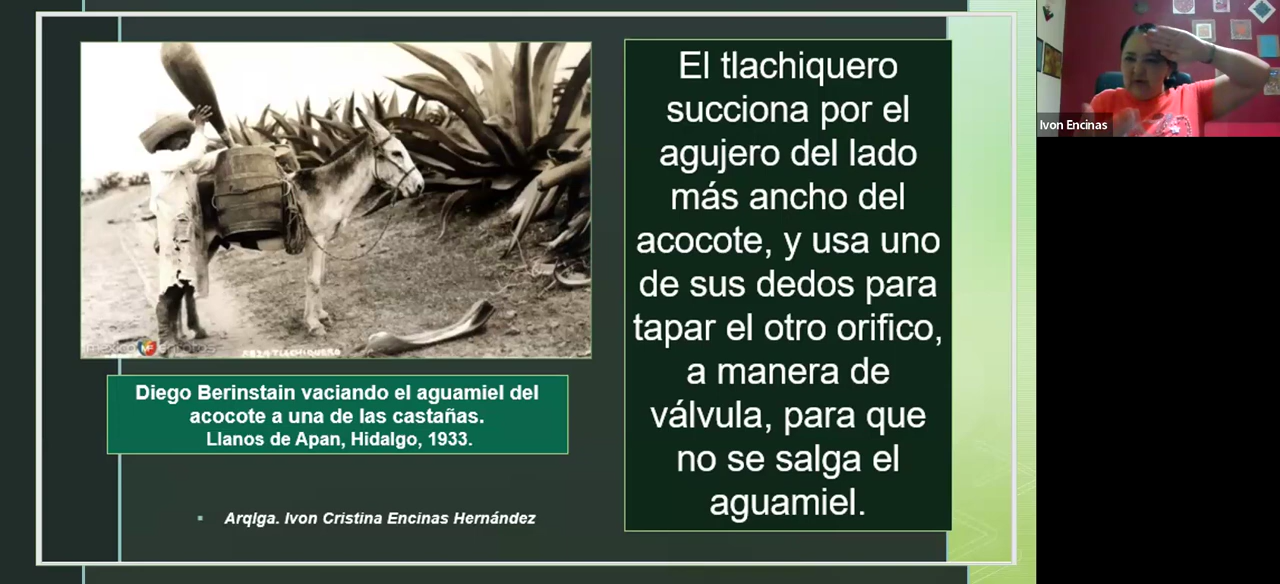 El tlachiquero
succiona por el
agujero del lado
más ancho del
acocote, y usa uno
de sus dedos para
tapar el otro orifico,
a manera de
válvula, para que
no se salga el
aguamiel.
A824 TLACHIQUERO
Diego Berinstain vaciando el aguamiel del
acocote a una de las castañas.
Llanos de Apan, Hidalgo, 1933.
Arqlga. Ivon Cristina Encinas Hernández
Ivon Encinas